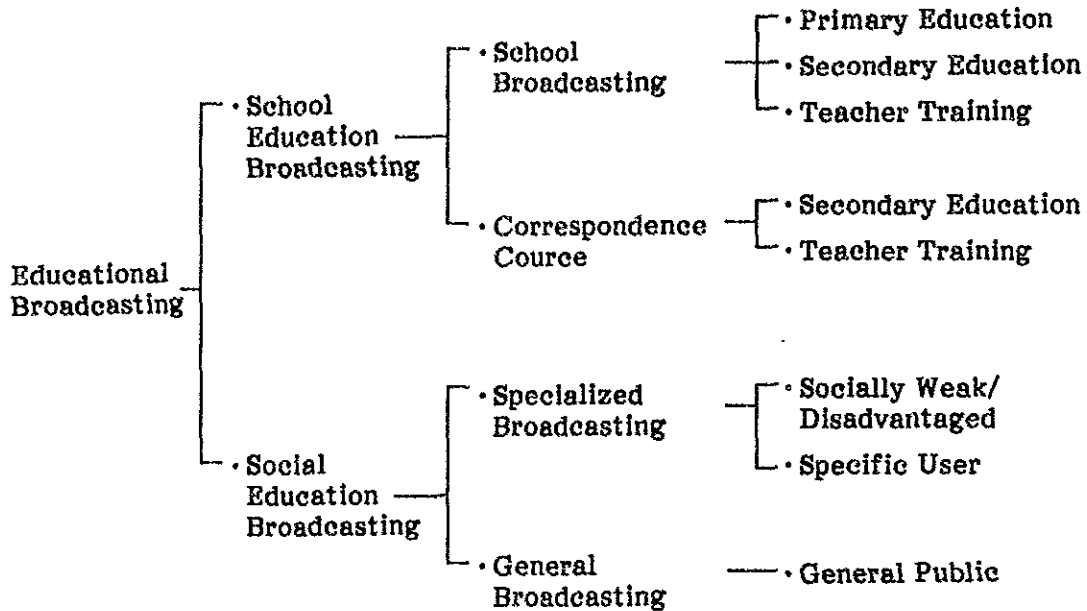 Educational
Broadcasting
· School
Education
Broadcasting
· School
Broadcasting
· Primary Education
· Secondary Education
· Teacher Training
· Correspondence
Cource
· Secondary Education
· Teacher Training
· Social
Education
Broadcasting
· Specialized
Broadcasting
· Socially Weak/
Disadvantaged
· Specific User
· General
Broadcasting
· General Public